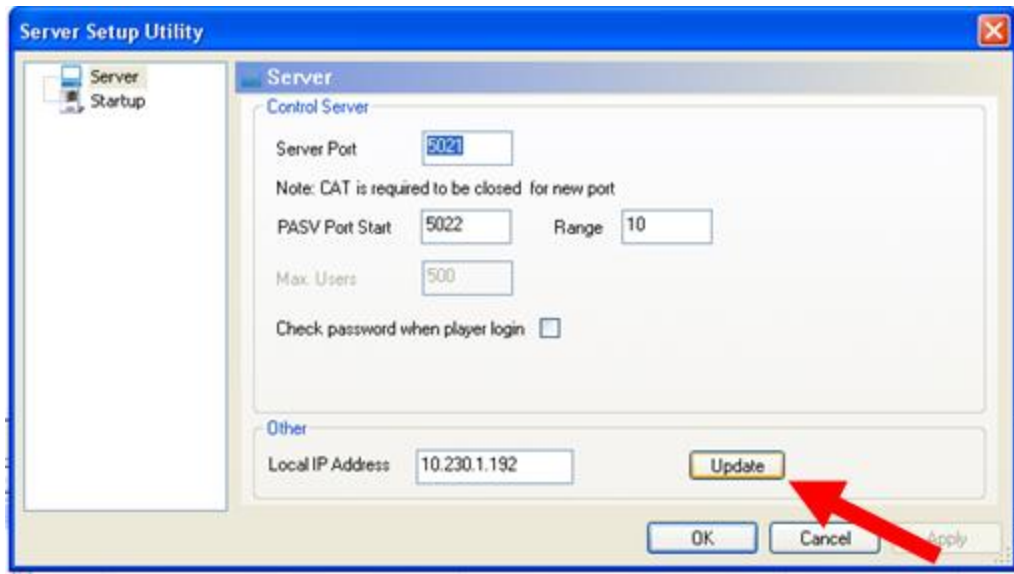 Server Setup Utility
Server
Startup
Server
Control Server
Server Port 5021
Note: CAT is required to be closed for new port
PASV Port Start 5022 Range 10
Max. Users 500
Check password when player login
Other
Local IP Address 10.230.1.192 Update
OK Cancel Apply